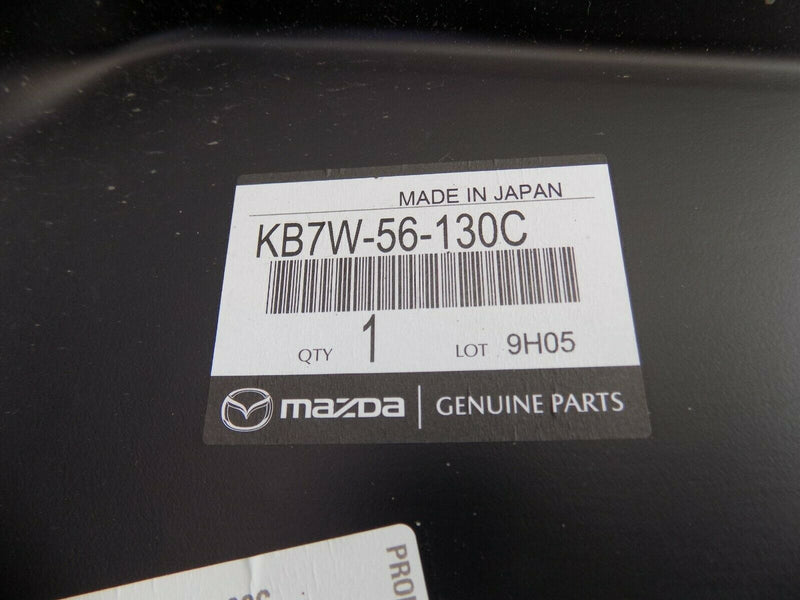 MADE IN JAPAN
KB7W-56-130C
QTY 1 LOT 9H05
mazda GENUINE PARTS